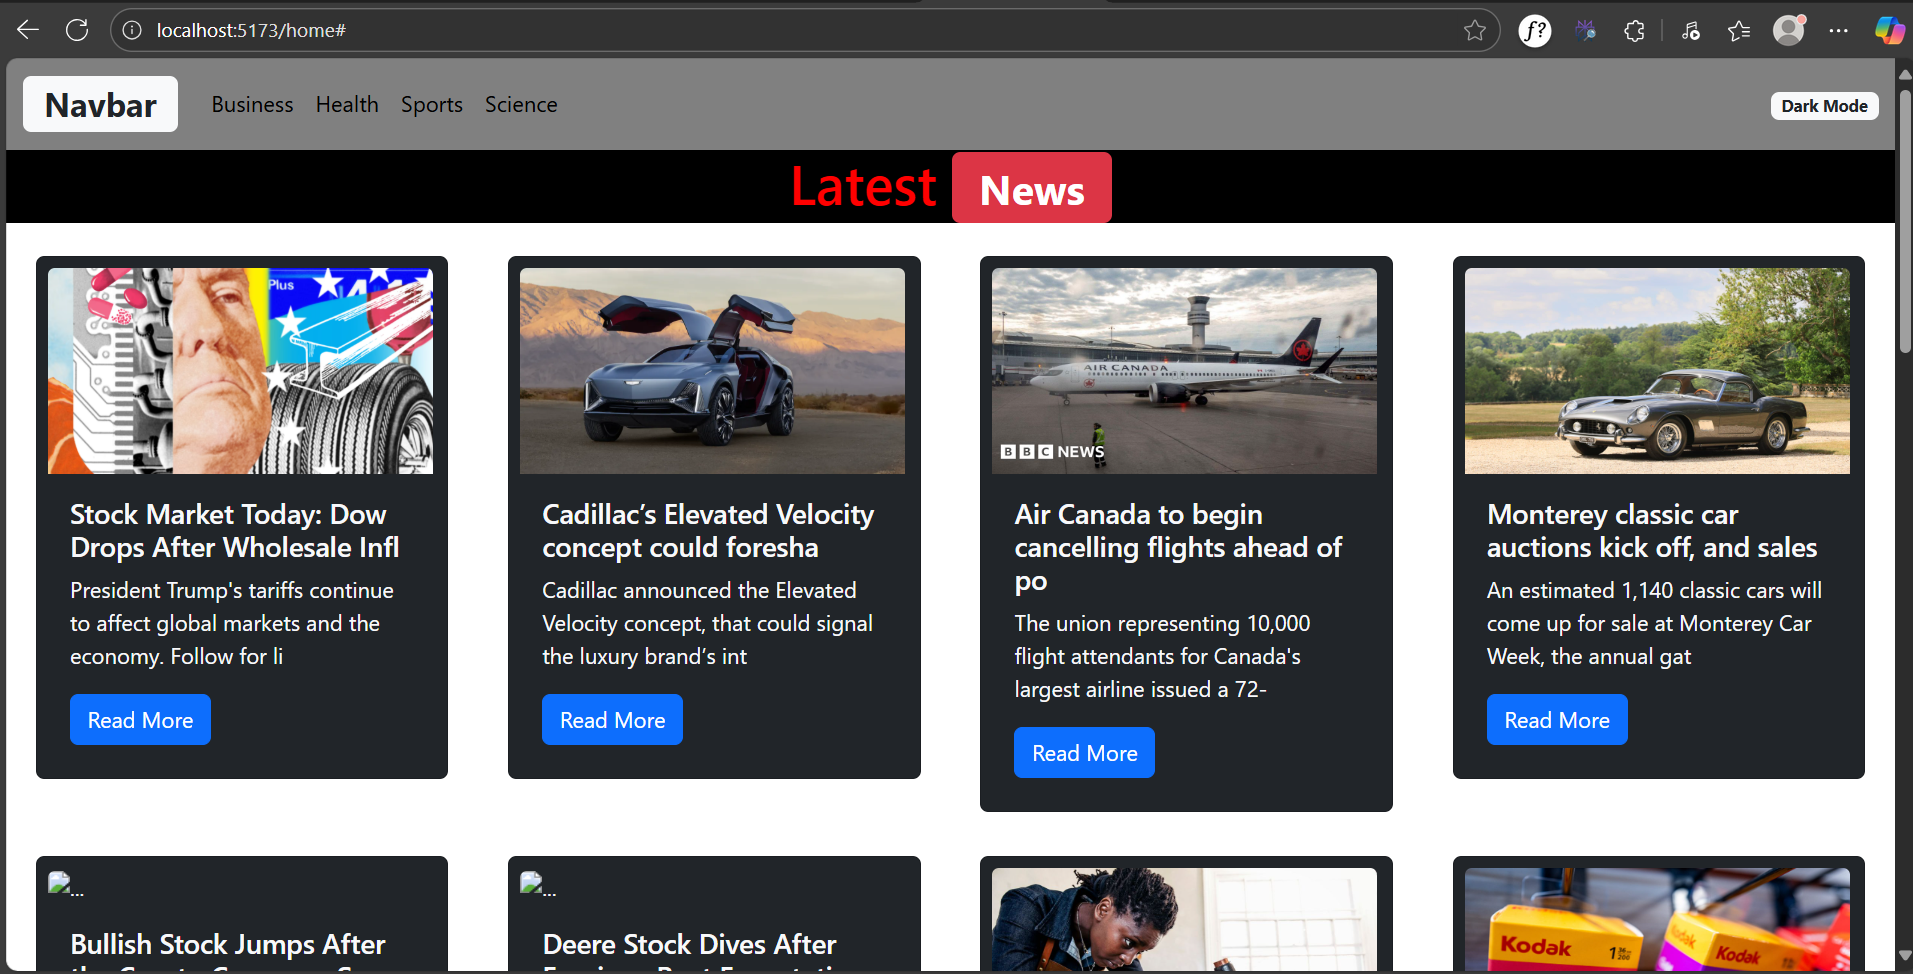 localhost:5173/home#
f?
Navbar
Business Health Sports Science
Dark Mode
Latest News
Plus
AIR CANADA
BBC NEWS
Stock Market Today: Dow
Drops After Wholesale Infl
President Trump's tariffs continue
to affect global markets and the
economy. Follow for li
Read More
Cadillac’s Elevated Velocity
concept could foresha
Cadillac announced the Elevated
Velocity concept, that could signal
the luxury brand’s int
Read More
Air Canada to begin
cancelling flights ahead of
po
The union representing 10,000
flight attendants for Canada's
largest airline issued a 72-
Read More
Monterey classic car
auctions kick off, and sales
An estimated 1,140 classic cars will
come up for sale at Monterey Car
Week, the annual gat
Read More
...
Bullish Stock Jumps After
...
Deere Stock Dives After
Kodak
Kodak
Kodak